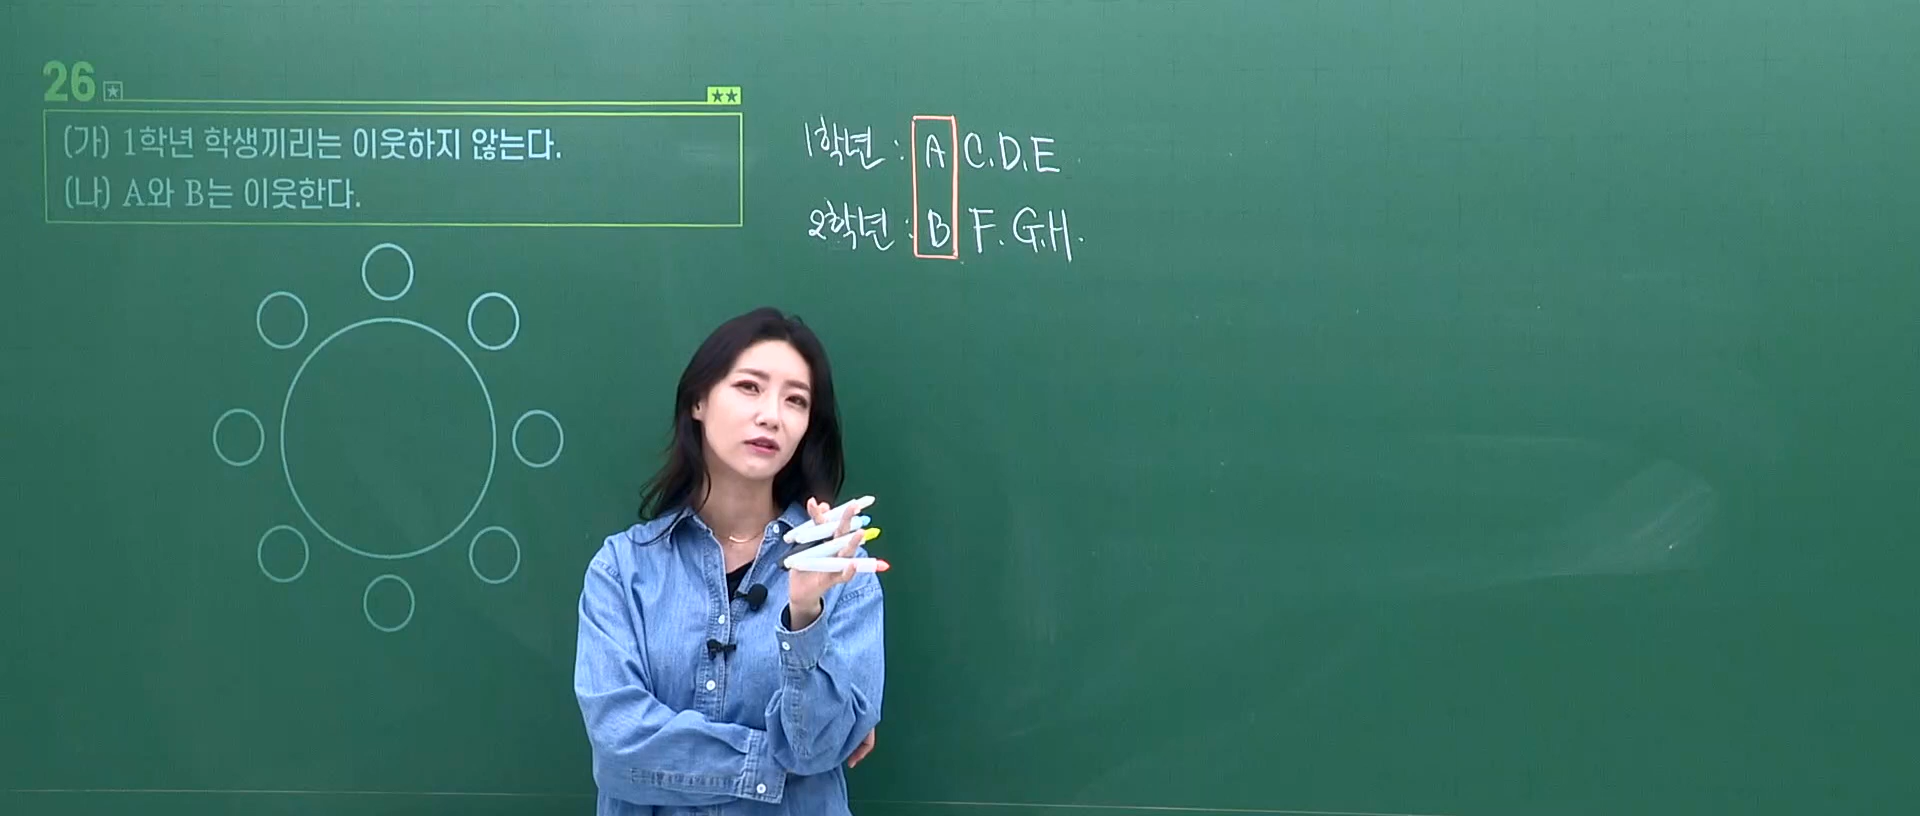 26
(가) 1학년 학생끼리는 이웃하지 않는다.
(나) A와 B는 이웃한다.
1학년 : A C.D.E
2학년 : B F.G.H.